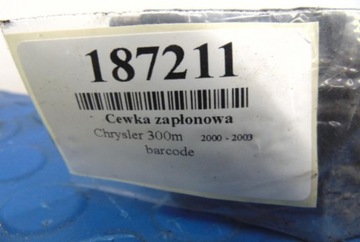 187211
Cewka zapłonowa
Chrysler 300m 2000 - 2003
barcode